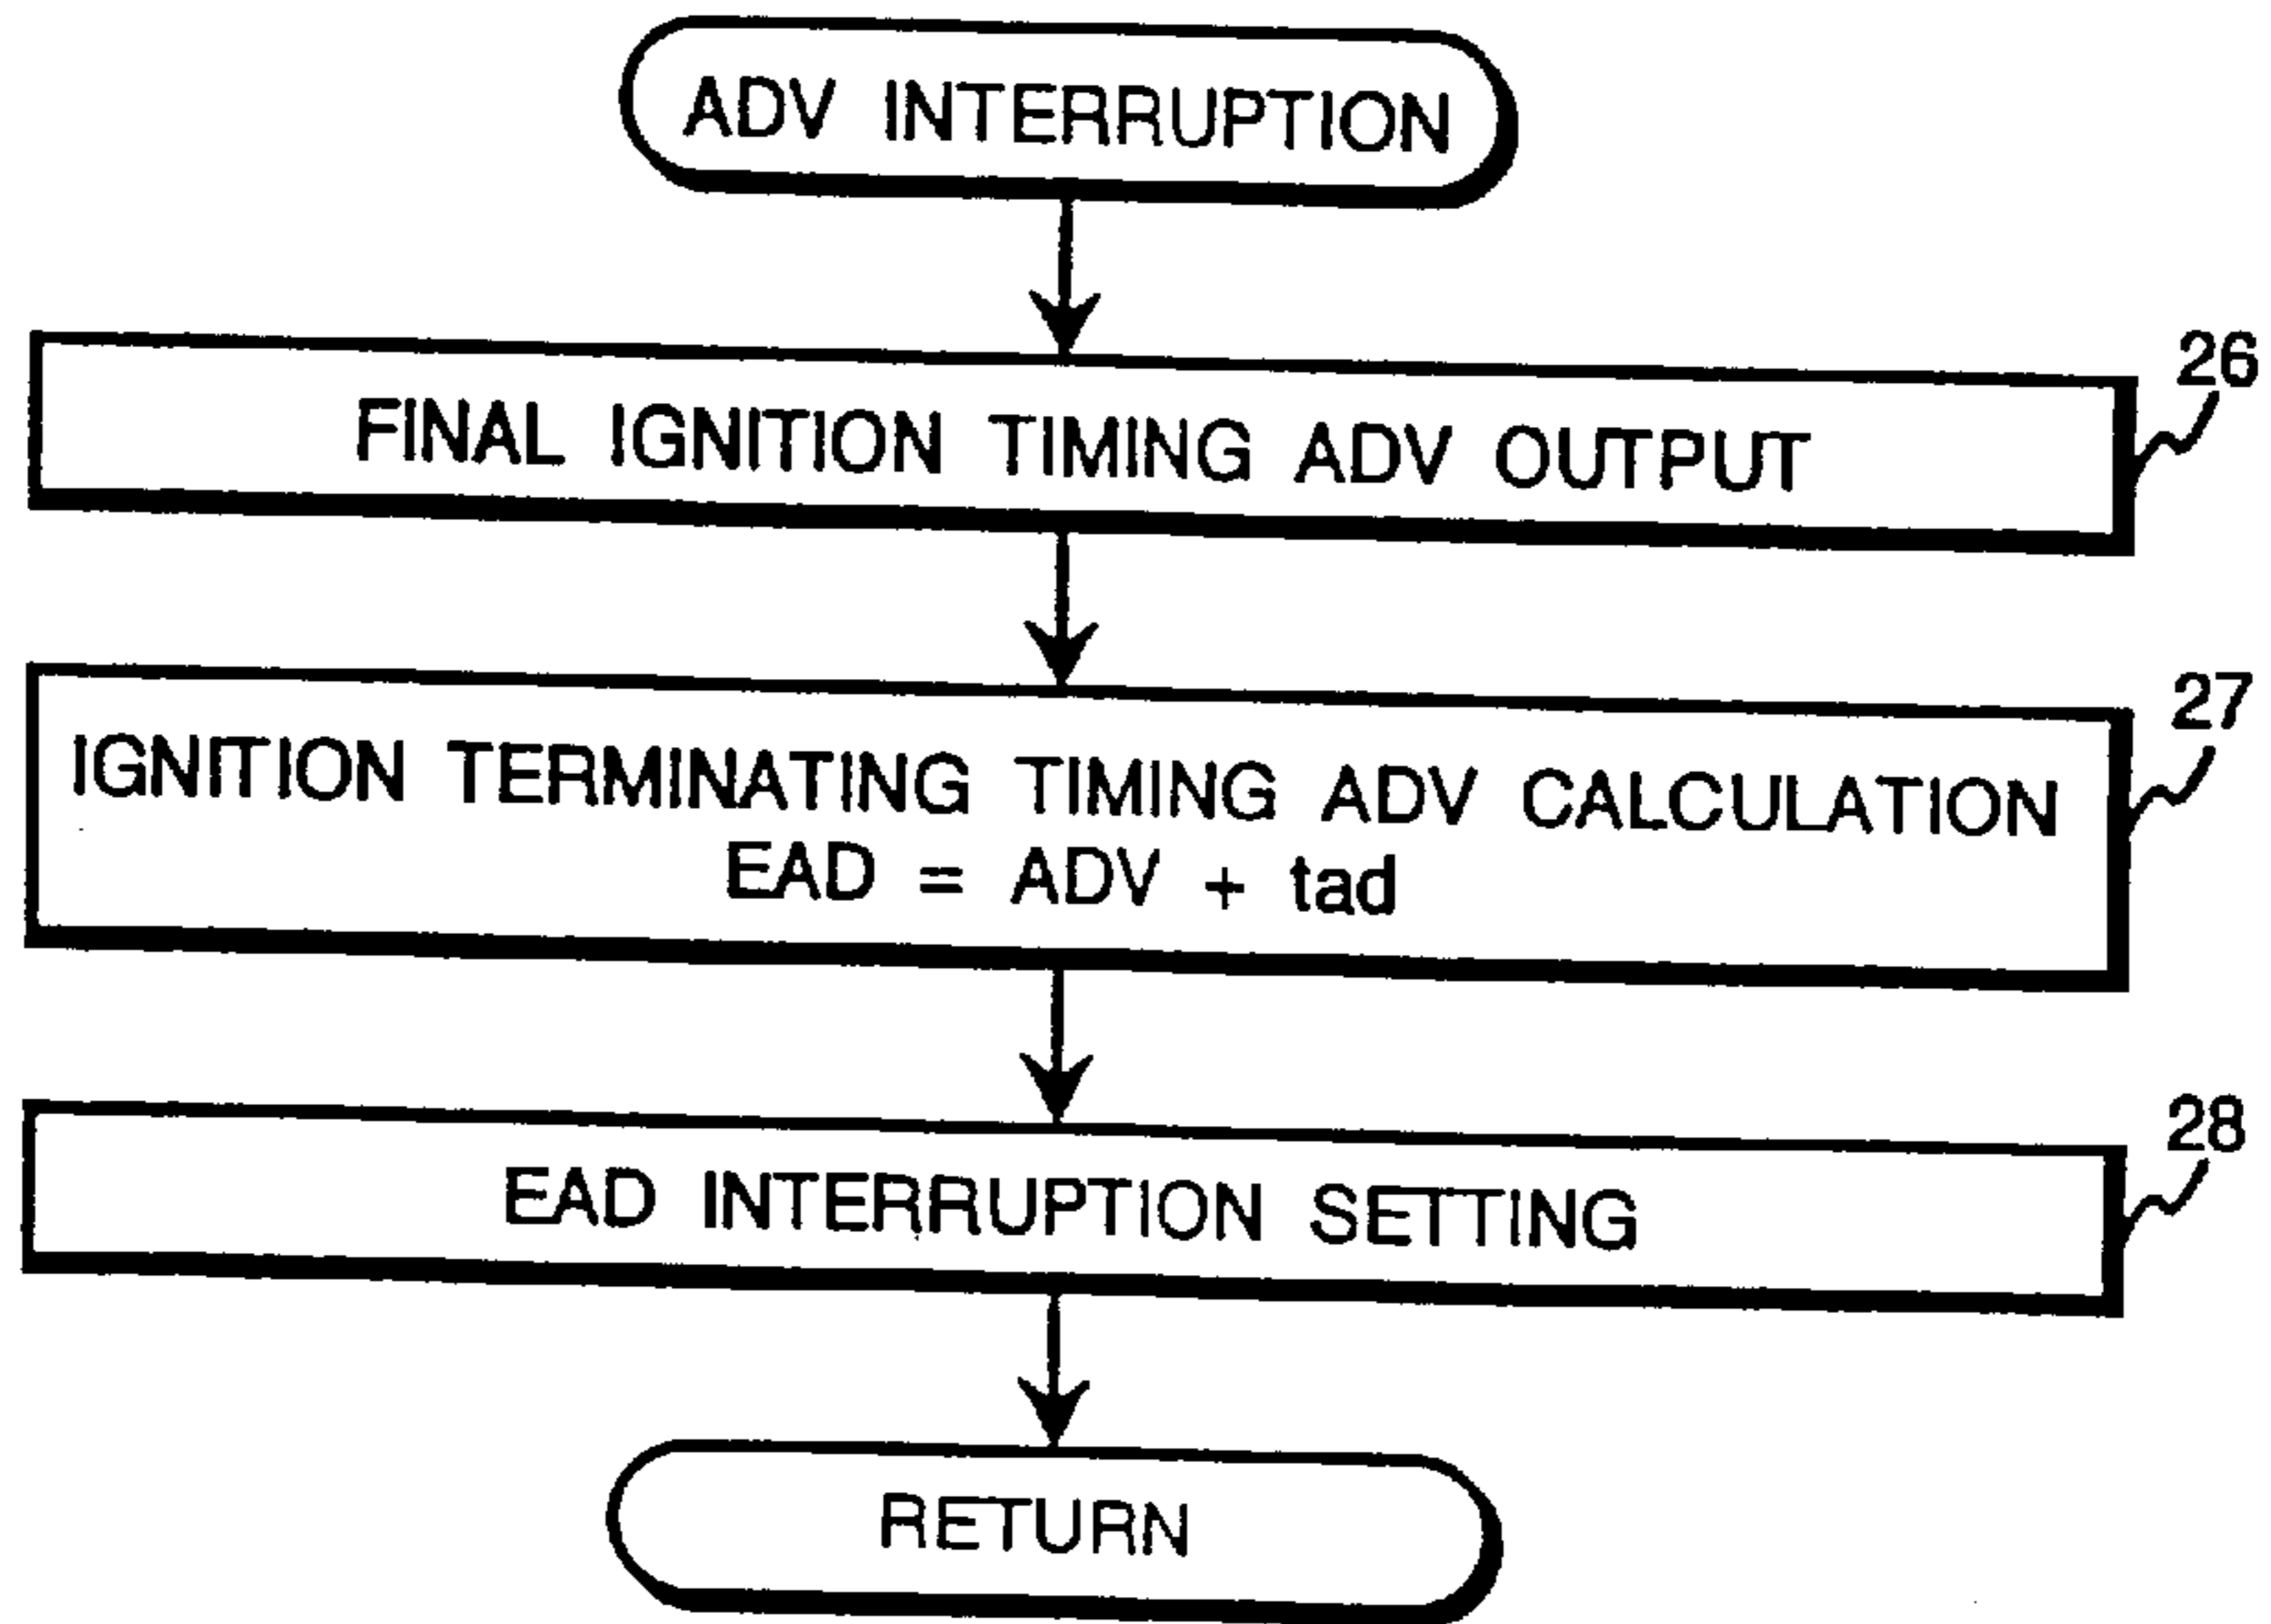 ADV INTERRUPTION
26
FINAL IGNITION TIMING ADV OUTPUT
27
IGNITION TERMINATING TIMING ADV CALCULATION
EAD = ADV + tad
28
EAD INTERRUPTION SETTING
RETURN